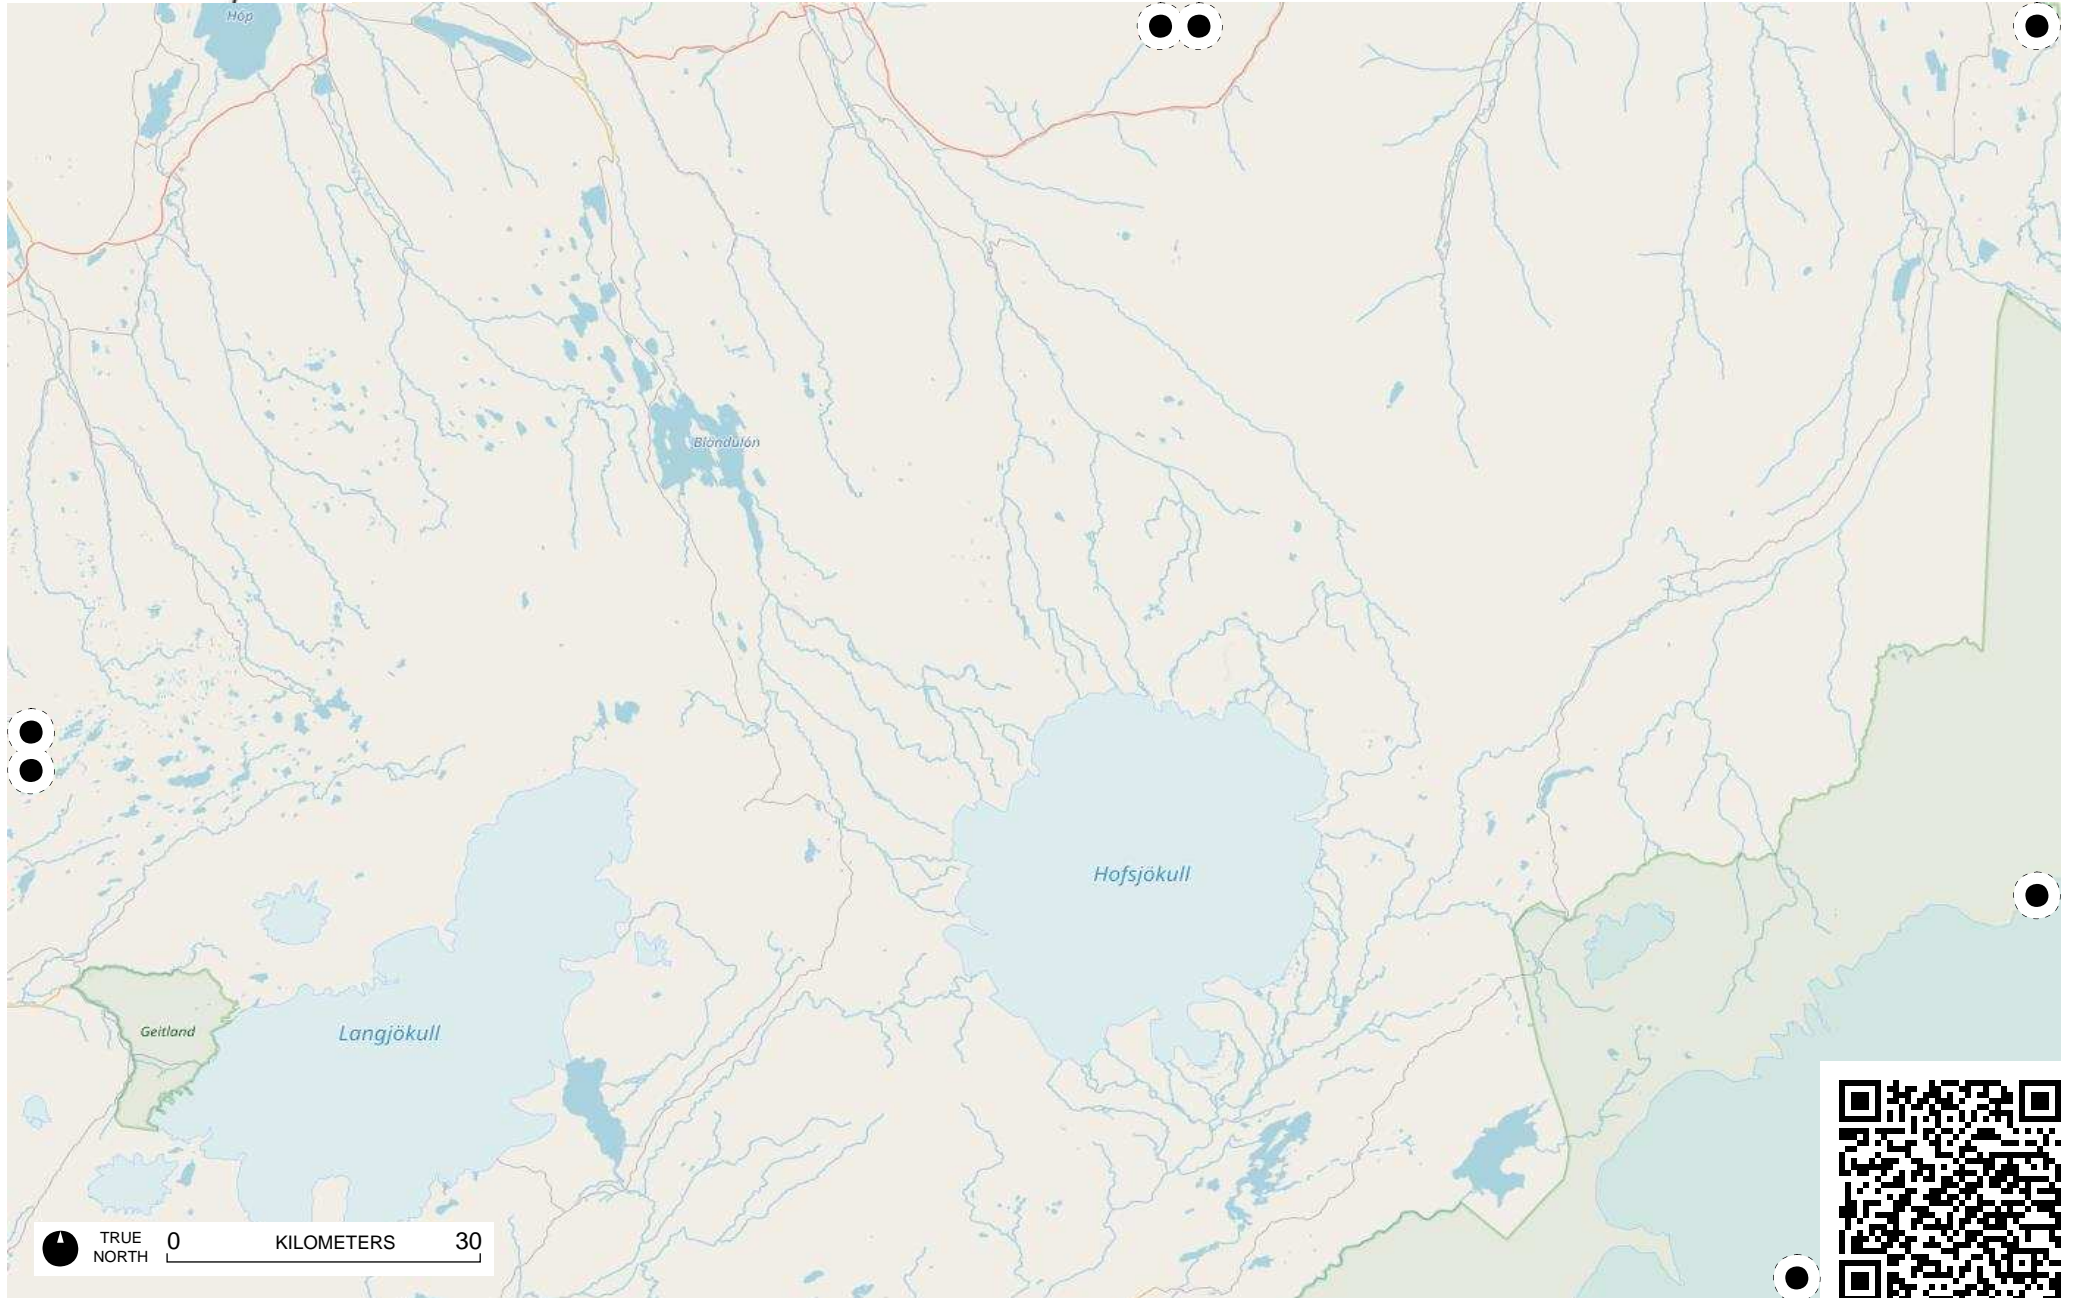 Hóp
Blöndulón
Hofsjökull
Geitland
Langjökull
TRUE
NORTH
0 KILOMETERS 30